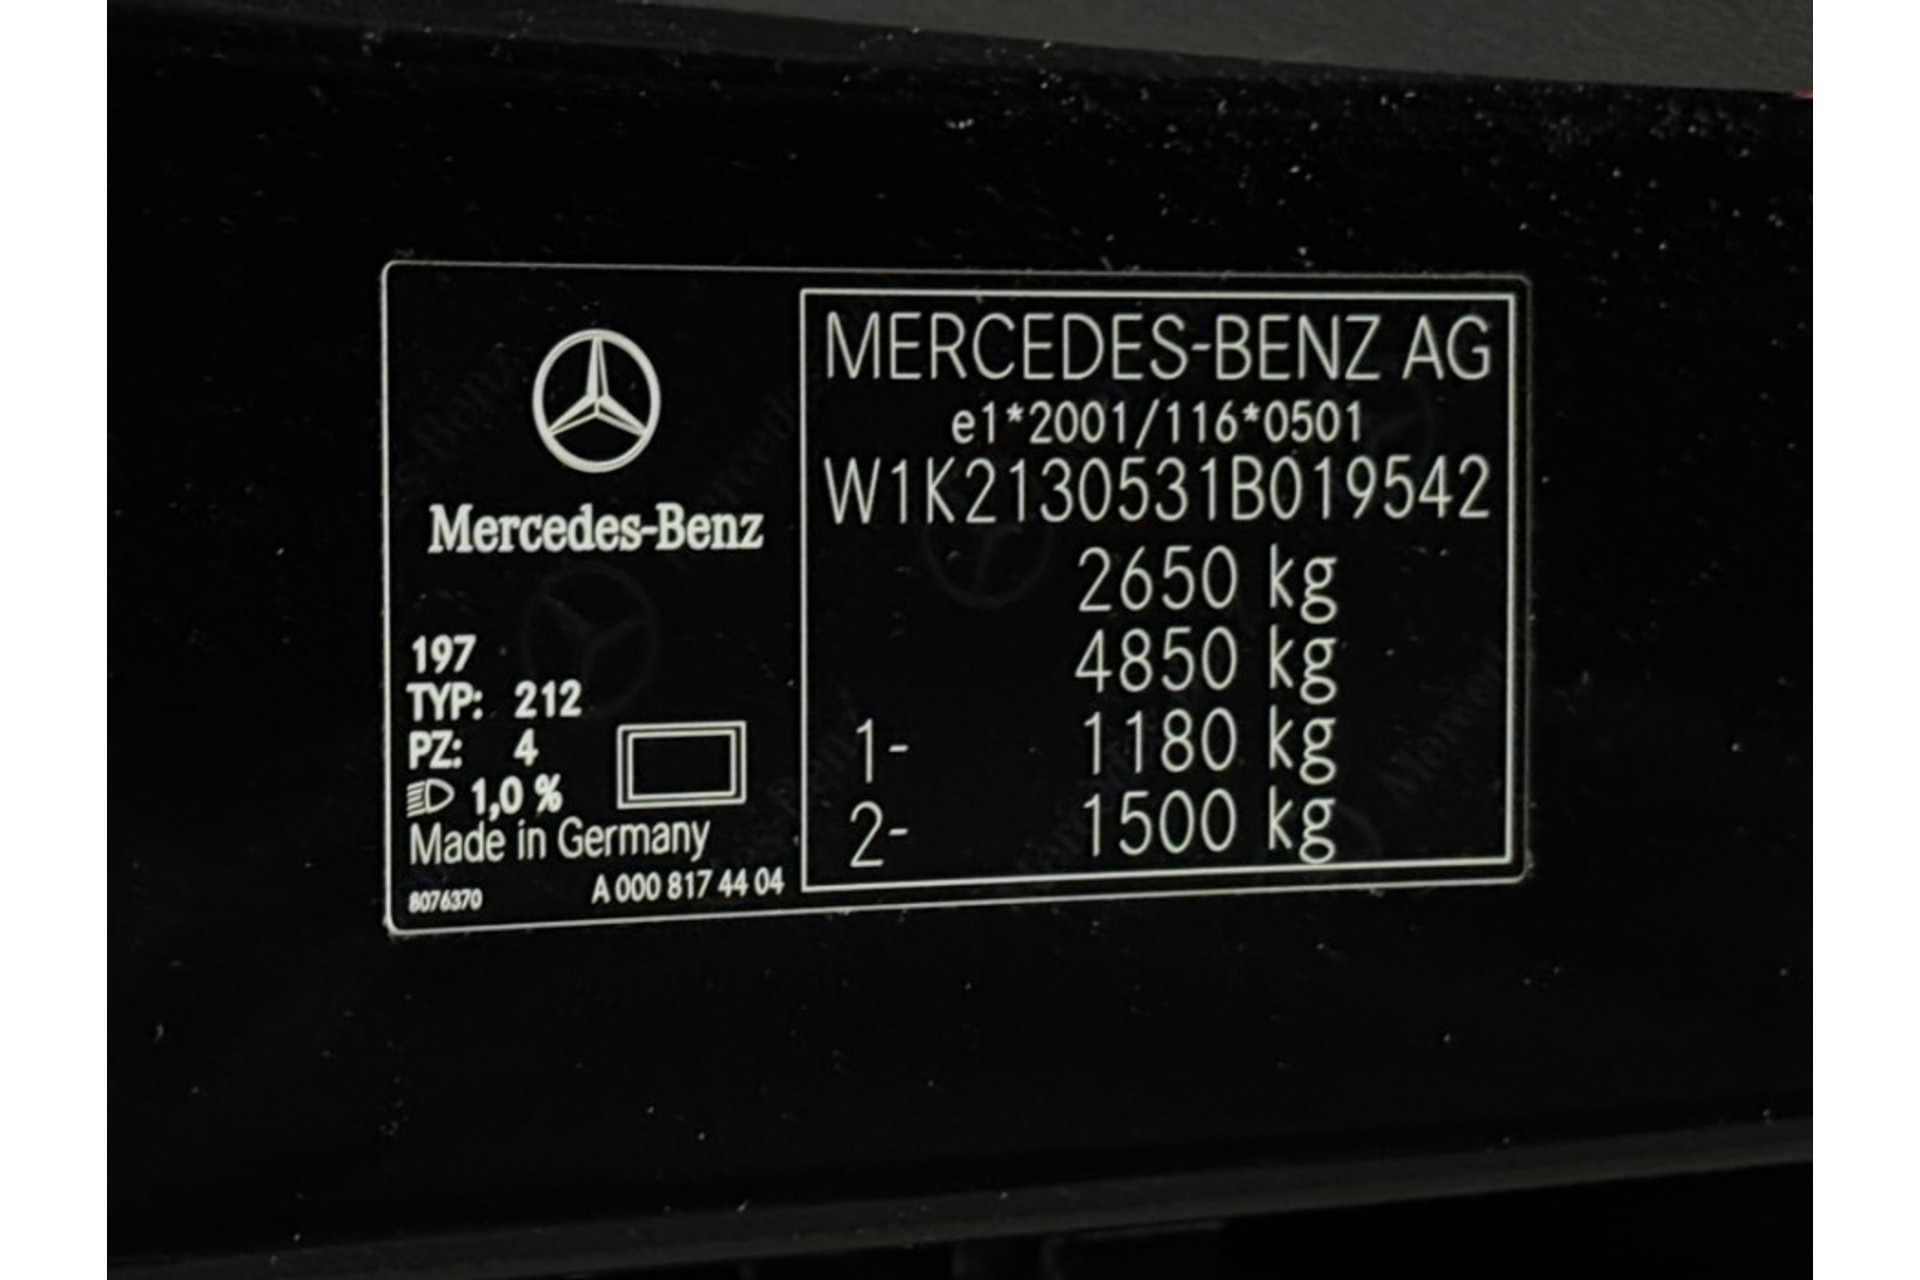 Mercedes-Benz
197
TYP: 212
PZ: 4
1,0 %
Made in Germany
8076370 A 000 817 44 04
MERCEDES-BENZ AG
e1*2001/116*0501
W1K2130531B019542
2650 kg
4850 kg
1- 1180 kg
2- 1500 kg